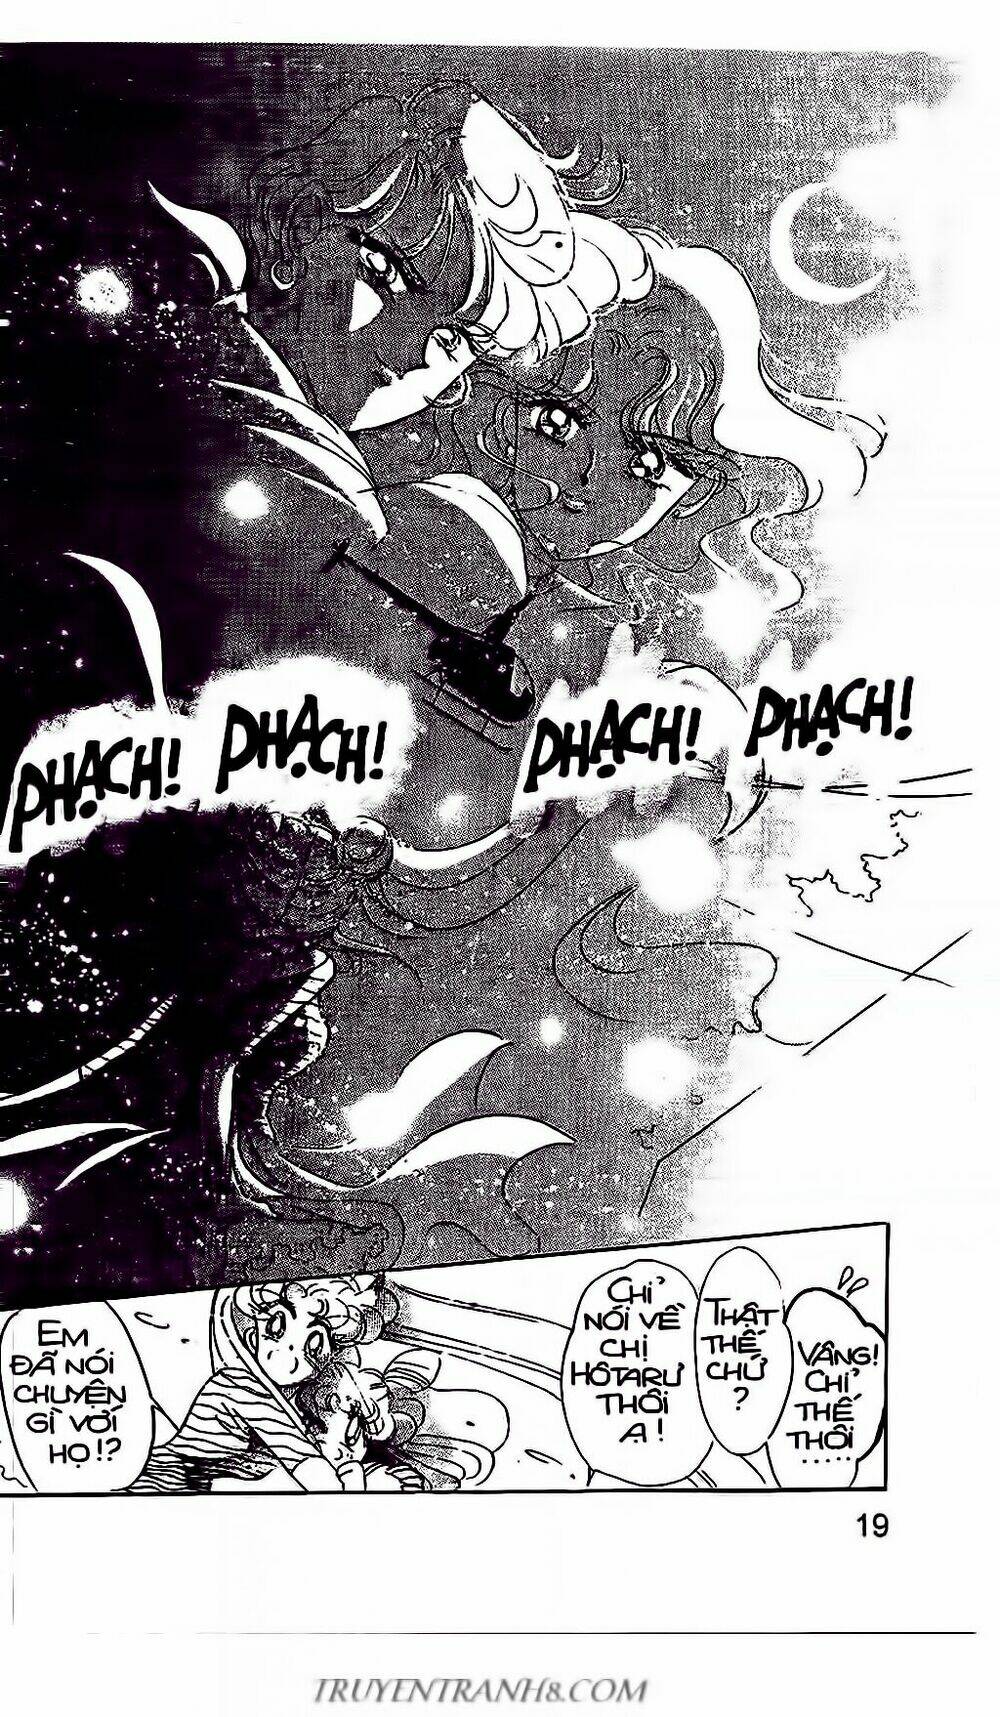 PHẠCH!
PHẠCH!
PHẠCH!
PHẠCH!
EM
ĐÃ NÓI
CHUYỆN
GÌ VỚI
HỌ!?
CHỈ
NÓI VỀ
CHỊ
HÔTARƯ
THÔI
Ạ!
THẬT
THẾ
CHỨ
?
VÂNG!
CHỈ
THẾ
THÔI
.....
19
TRUYENTRANH8.COM